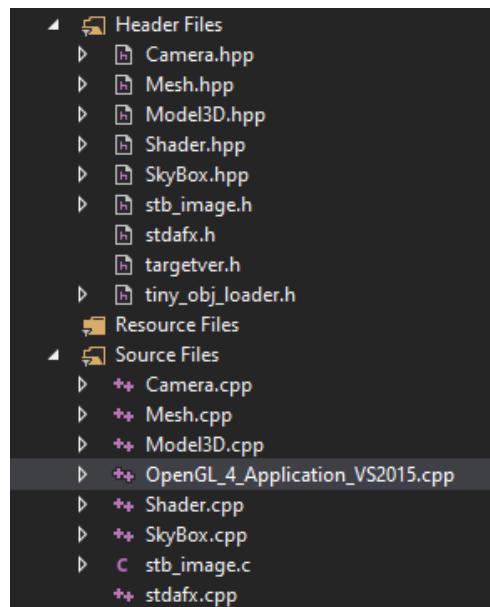 Header Files
Camera.hpp
Mesh.hpp
Model3D.hpp
Shader.hpp
SkyBox.hpp
stb_image.h
stdafx.h
targetver.h
tiny_obj_loader.h
Resource Files
Source Files
Camera.cpp
Mesh.cpp
Model3D.cpp
OpenGL_4_Application_VS2015.cpp
Shader.cpp
SkyBox.cpp
stb_image.c
stdafx.cpp